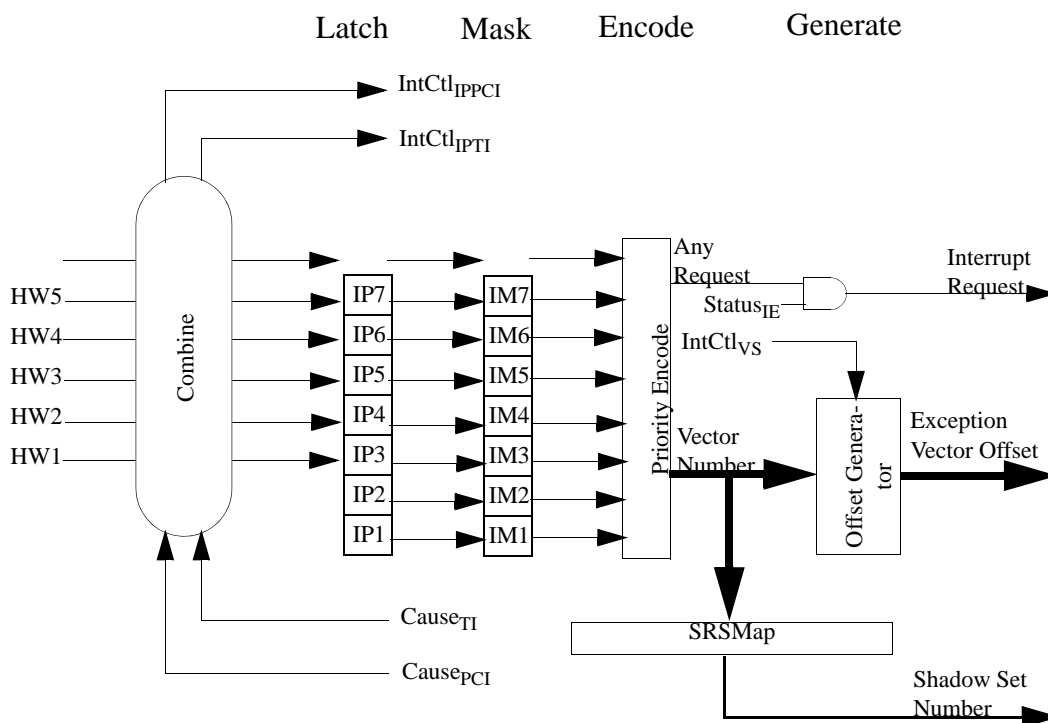 Latch
Mask
Encode
Generate
IntCtlIPPCI
IntCtlIPTI
HW5
HW4
HW3
HW2
HW1
Combine
IP7
IP6
IP5
IP4
IP3
IP2
IP1
IM7
IM6
IM5
IM4
IM3
IM2
IM1
Priority Encode
Any
Request
StatusIE
Interrupt
Request
IntCtlVS
Vector
Number
Offset Genera-
tor
Exception
Vector Offset
CauseTI
CausePCI
SRSMap
Shadow Set
Number